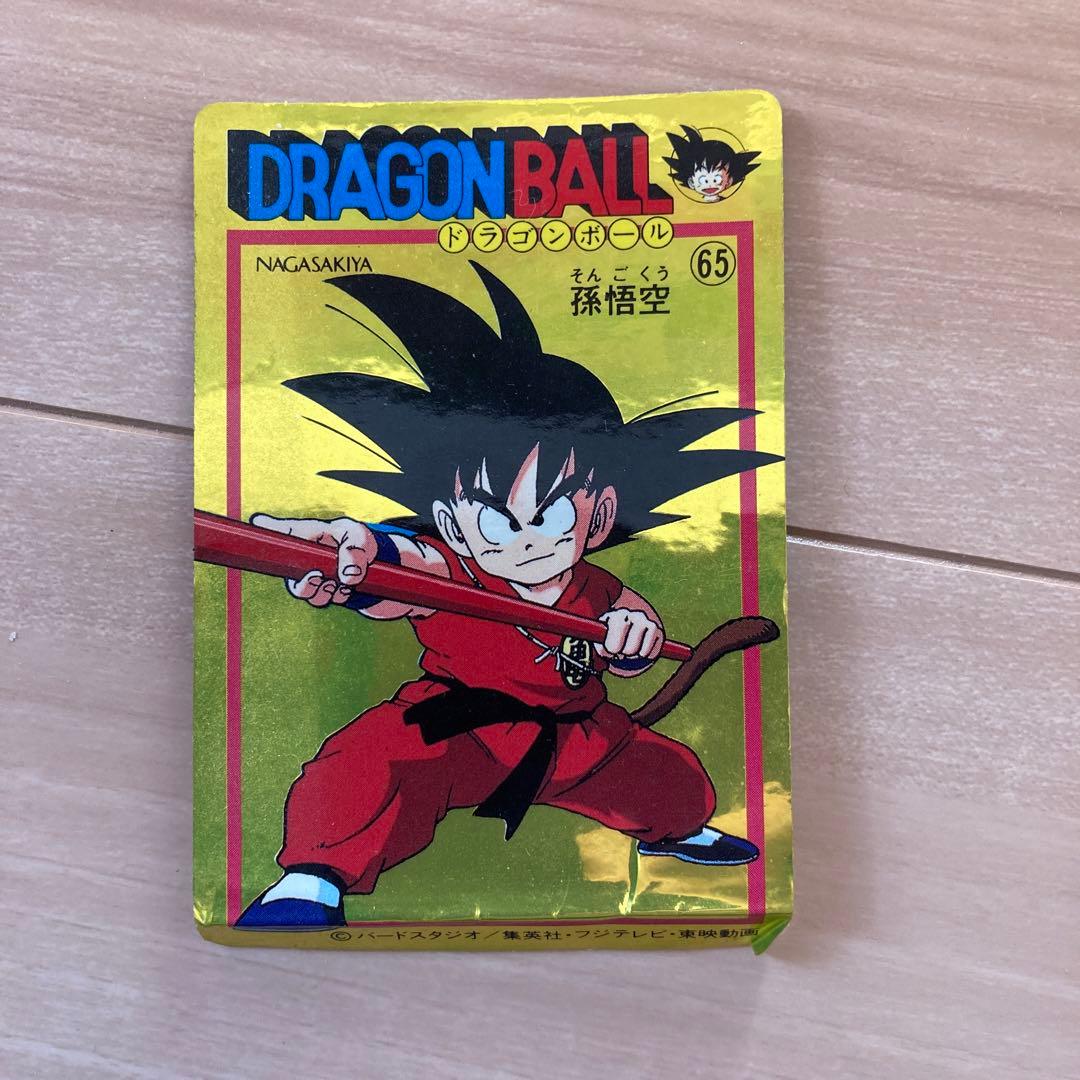 DRAGON BALL
ドラゴンボール
NAGASAKIYA
そんごくう
孫悟空
65
亀
©バードスタジオ/集英社・フジテレビ・東映動画